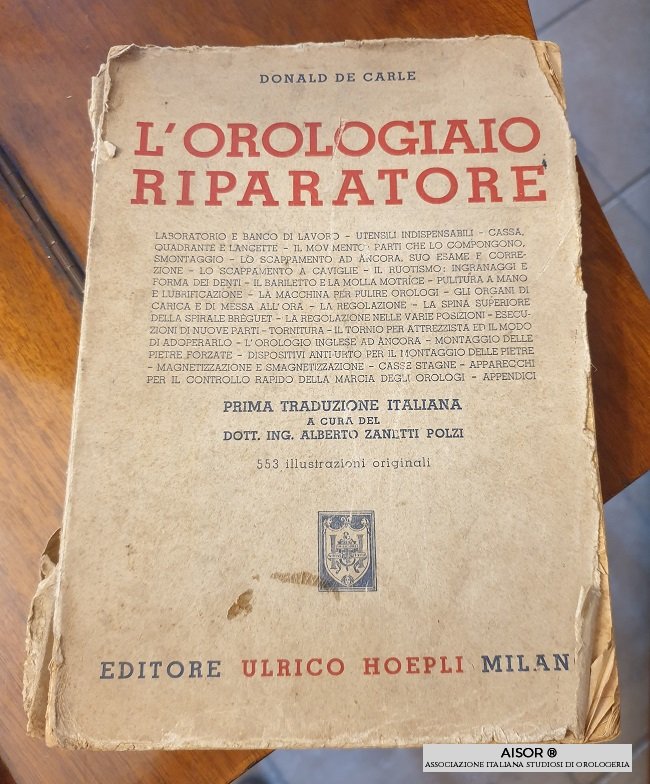 DONALD DE CARLE
L'OROLOGIAIO
RIPARATORE
LABORATORIO E BANCO DI LAVORO – UTENSILI INDISPENSABILI – CASSA,
QUADRANTE E LANCETTE – IL MOVIMENTO: PARTI CHE LO COMPONGONO,
SMONTAGGIO – LO SCAPPAMENTO AD ÀNCORA, SUO ESAME E CORRE-
ZIONE – LO SCAPPAMENTO A CAVIGLIE – IL RUOTISMO: INGRANAGGI E
FORMA DEI DENTI – IL BARILETTO E LA MOLLA MOTRICE – PULITURA A MANO
E LUBRIFICAZIONE – LA MACCHINA PER PULIRE OROLOGI – GLI ORGANI DI
CARICA E DI MESSA ALL'ORA – LA REGOLAZIONE – LA SPINA SUPERIORE
DELLA SPIRALE BRÉGUET – LA REGOLAZIONE NELLE VARIE POSIZIONI – ESECU-
ZIONI DI NUOVE PARTI – TORNITURA – IL TORNIO PER ATTREZZISTA ED IL MODO
DI ADOPERARLO – L'OROLOGIO INGLESE AD ÀNCORA – MONTAGGIO DELLE
PIETRE FORZATE – DISPOSITIVI ANTI-URTO PER IL MONTAGGIO DELLE PIETRE
– MAGNETIZZAZIONE E SMAGNETIZZAZIONE – CASSE STAGNE – APPARECCHI
PER IL CONTROLLO RAPIDO DELLA MARCIA DEGLI OROLOGI – APPENDICI
PRIMA TRADUZIONE ITALIANA
A CURA DEL
DOTT. ING. ALBERTO ZANETTI POLZI
553 illustrazioni originali
EDITORE ULRICO HOEPLI MILAN
AISOR ®
ASSOCIAZIONE ITALIANA STUDIOSI DI OROLOGERIA